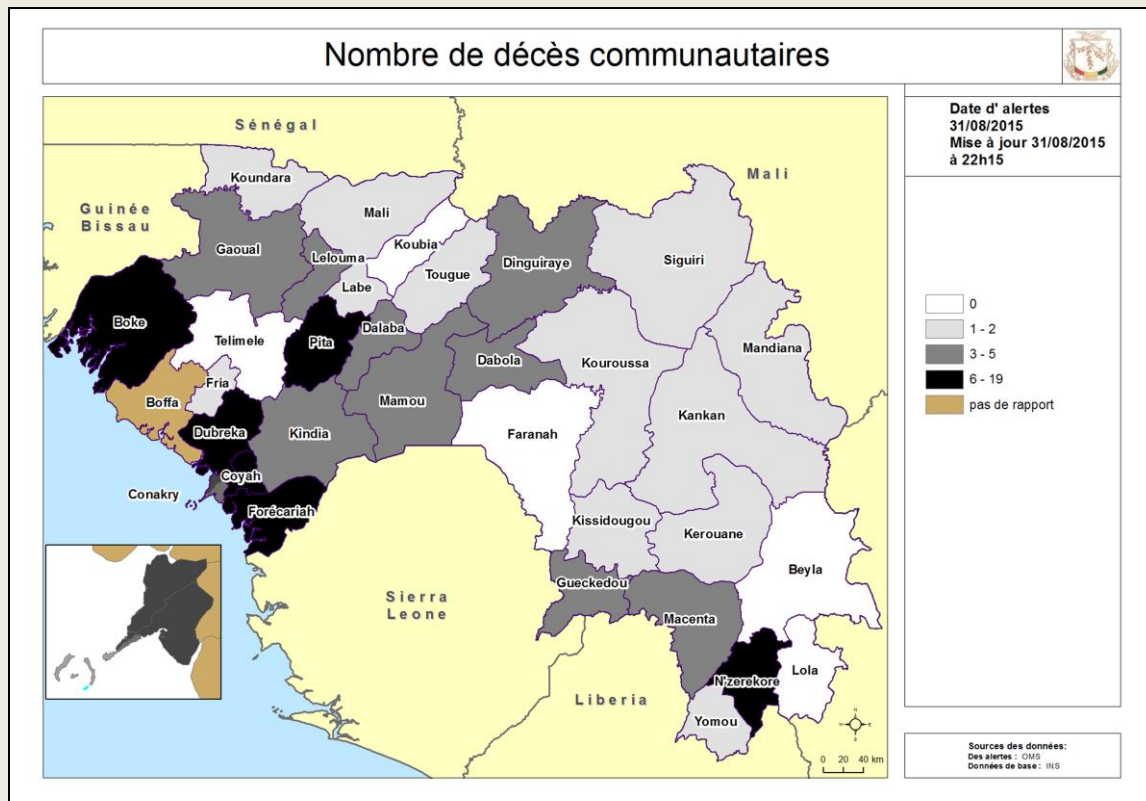 Nombre de décès communautaires
Date d' alertes
31/08/2015
Mise à jour 31/08/2015
à 22h15
Sénégal
Mali
Guinée
Bissau
Koundara
Mali
Koubia
Gaoual
Lelouma
Tougue
Labe
Dinguiraye
Siguiri
Boke
Telimele
Pita
Dalaba
Dabola
Kouroussa
Mandiana
Fria
Boffa
Mamou
Kankan
Dubreka
Kindia
Faranah
Coyah
Conakry
Forécariah
Kissidougou
Kerouane
Beyla
Gueckedou
Sierra
Leone
Macenta
Lola
N'zerekore
Liberia
Yomou
N
S
0 20 40 km
0
1 - 2
3 - 5
6 - 19
pas de rapport
Sources des données:
Des alertes : OMS
Données de base : INS